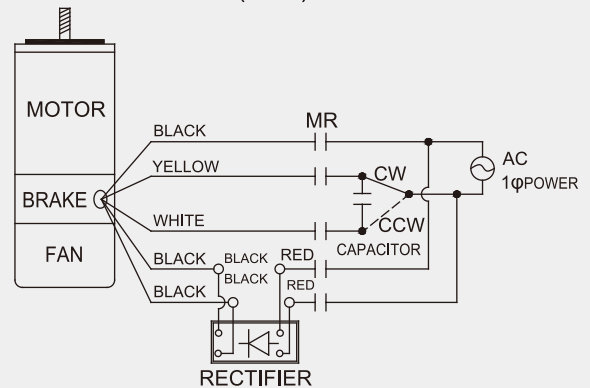 MOTOR
BRAKE
FAN
BLACK
MR
YELLOW
CW
AC
1φPOWER
WHITE
CCW
CAPACITOR
BLACK
BLACK
RED
BLACK
BLACK
RED
RECTIFIER